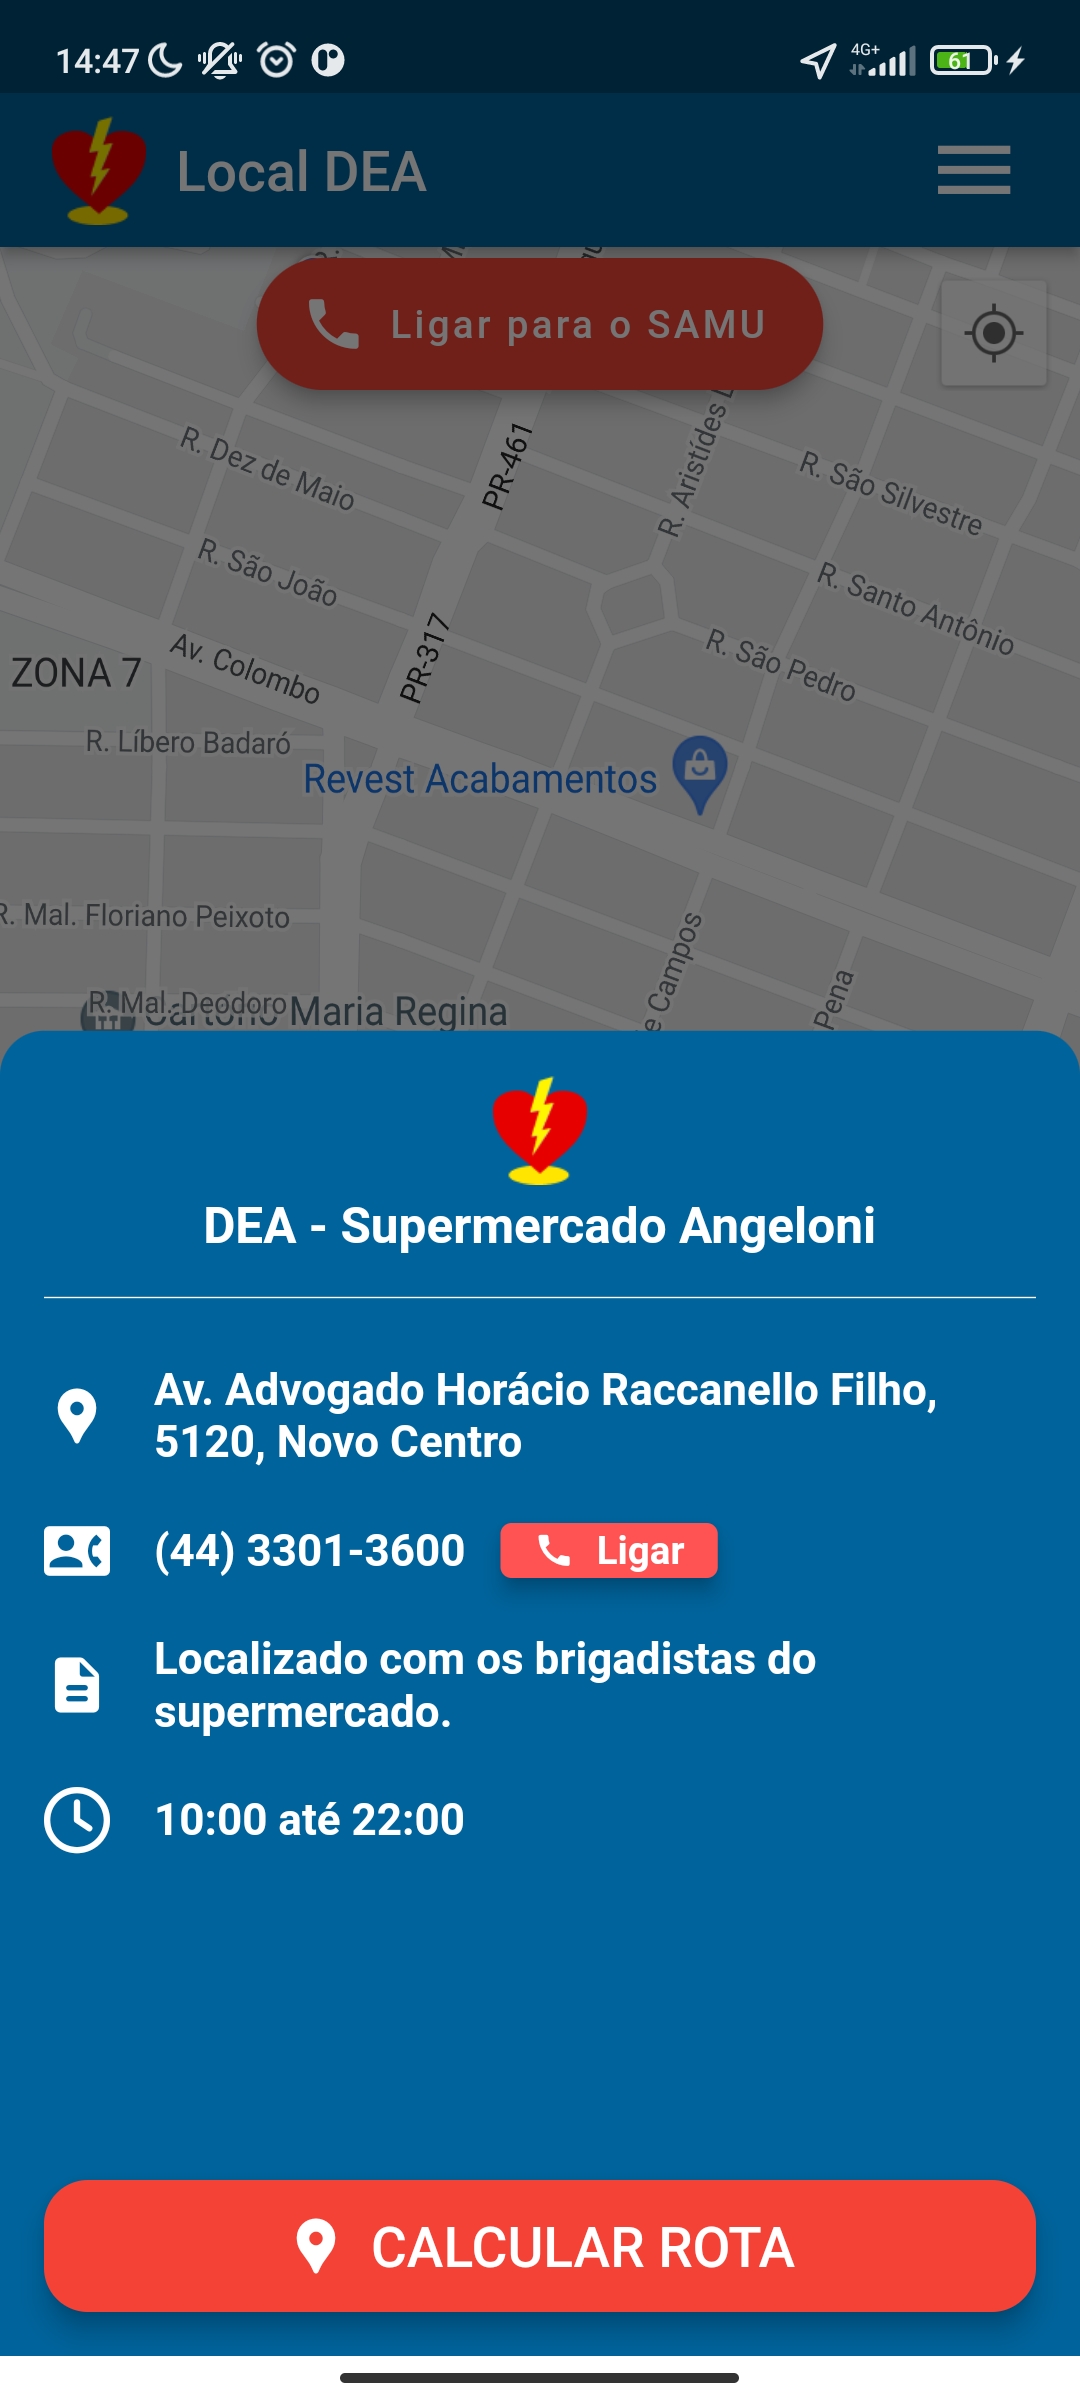 14:47
4G+
61
Local DEA
Ligar para o SAMU
R. Dez de Maio
PR-461
R. Aristídes
R. São Silvestre
R. São João
R. Santo Antônio
Av. Colombo
PR-317
R. São Pedro
ZONA 7
R. Líbero Badaró
Revest Acabamentos
R. Mal. Floriano Peixoto
e Campos
Pena
R. Mal. Deodoro
Cartório Maria Regina
DEA - Supermercado Angeloni
Av. Advogado Horácio Raccanello Filho,
5120, Novo Centro
(44) 3301-3600
Ligar
Localizado com os brigadistas do
supermercado.
10:00 até 22:00
CALCULAR ROTA